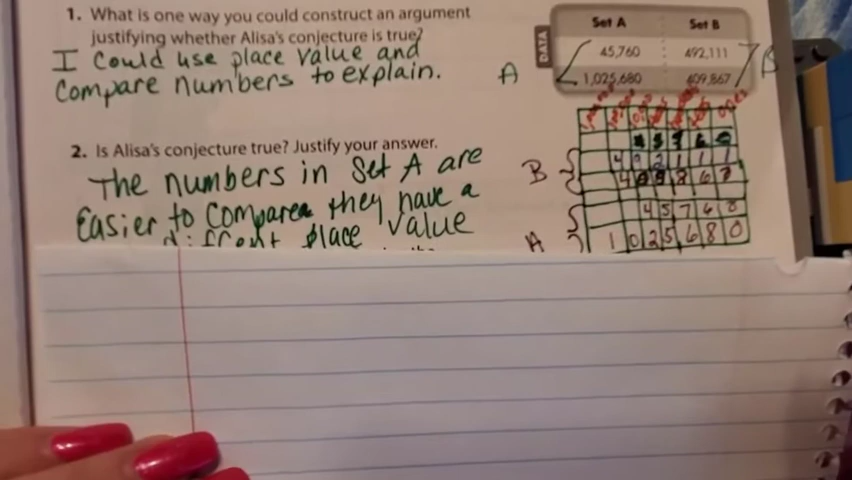 1. What is one way you could construct an argument
justifying whether Alisa's conjecture is true?
I could use place value and
compare numbers to explain.
DATA
Set A Set B
45,760 492,111
1,025,680 409,867
A < > B
2. Is Alisa's conjecture true? Justify your answer.
The numbers in Set A are
Easier to compare they have a
different place value
B
4 9 2 1 1 1
4 0 9 8 6 7
4 5 7 6 0
A
1 0 2 5 6 8 0